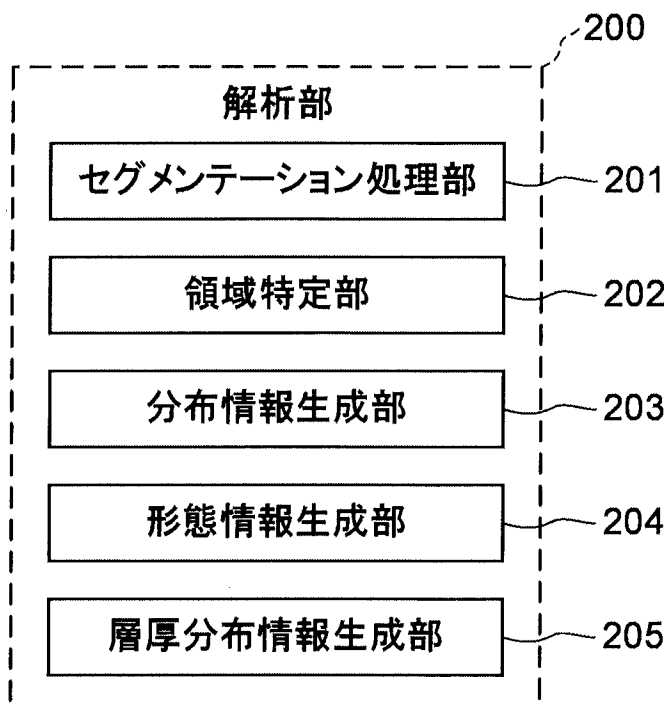 200
解析部
セグメンテーション処理部
201
領域特定部
202
分布情報生成部
203
形態情報生成部
204
層厚分布情報生成部
205